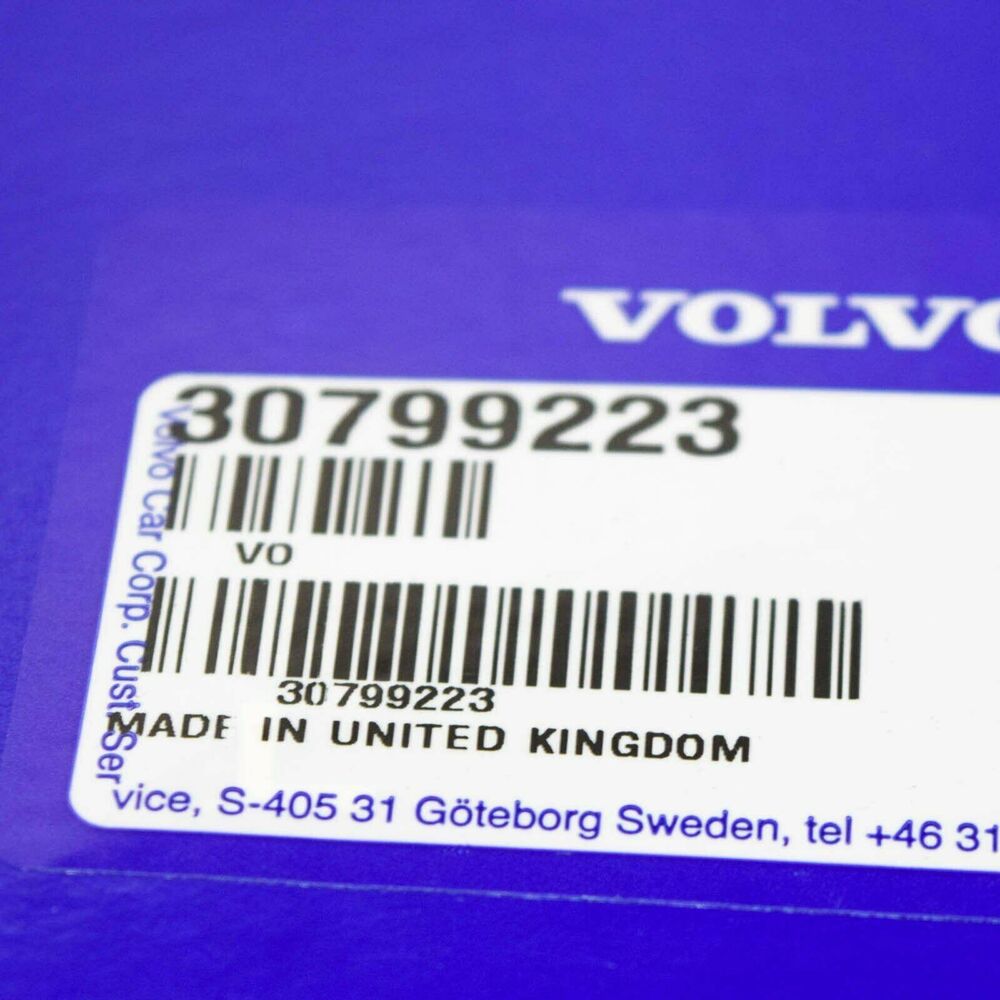 VOLVO
30799223
VO
30799223
MADE IN UNITED KINGDOM
Volvo Car Corp. Cust Ser
vice, S-405 31 Göteborg Sweden, tel +46 31